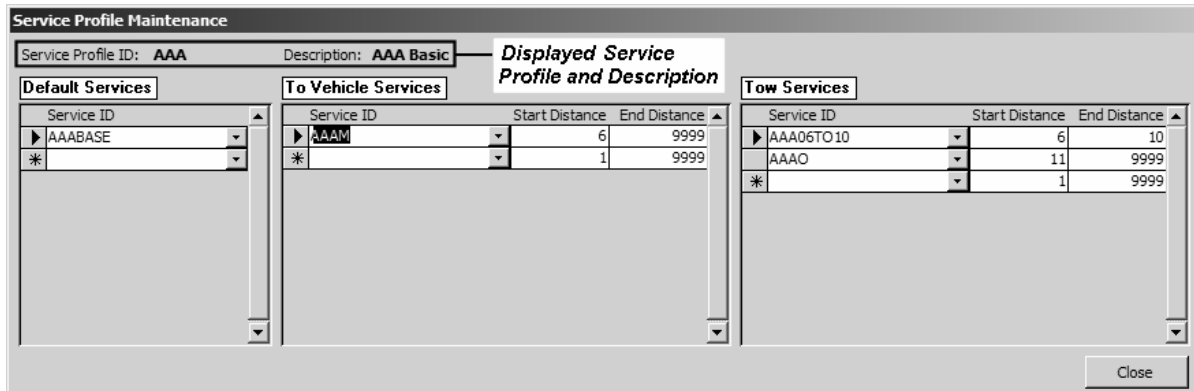 Service Profile Maintenance
Service Profile ID: AAA Description: AAA Basic Displayed Service
Profile and Description
Default Services To Vehicle Services Tow Services
Service ID Service ID Start Distance End Distance Service ID Start Distance End Distance
AAABASE AAAM 6 9999 AAA06TO10 6 10
1 9999 AAAO 11 9999
1 9999
Close